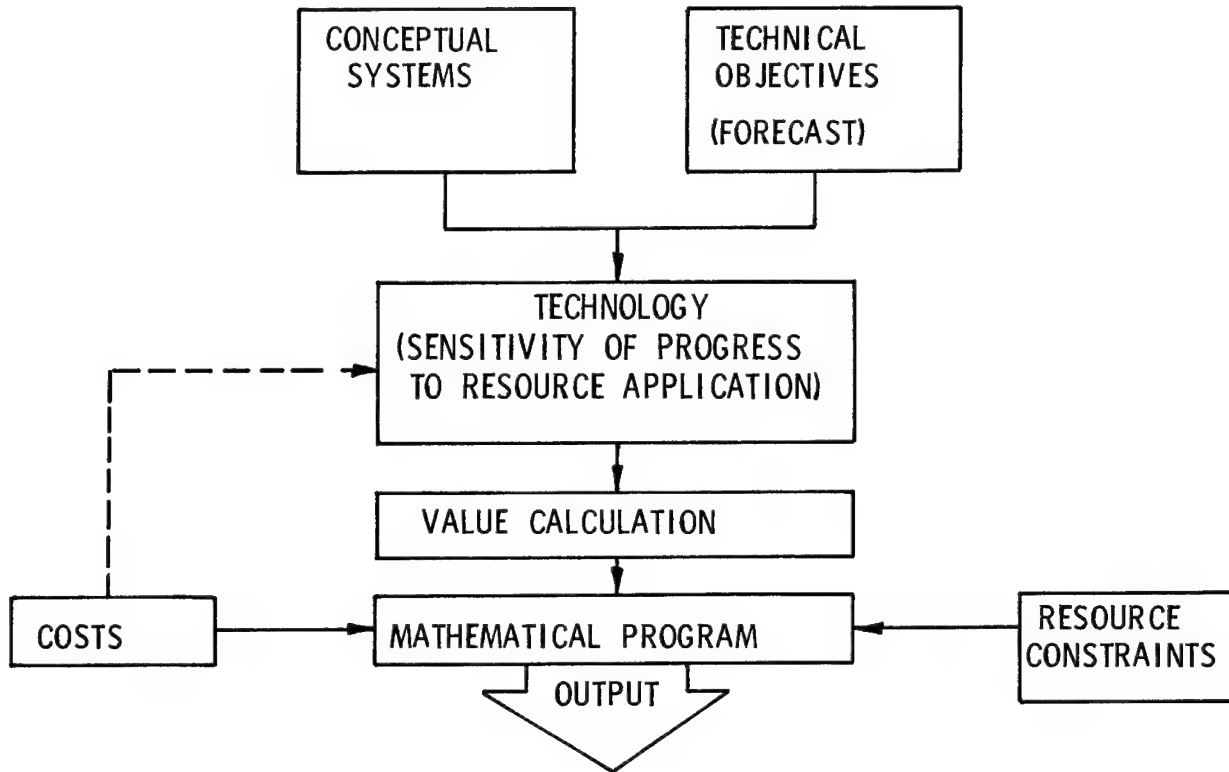 CONCEPTUAL
SYSTEMS
TECHNICAL
OBJECTIVES
(FORECAST)
TECHNOLOGY
(SENSITIVITY OF PROGRESS
TO RESOURCE APPLICATION)
VALUE CALCULATION
COSTS
MATHEMATICAL PROGRAM
RESOURCE
CONSTRAINTS
OUTPUT